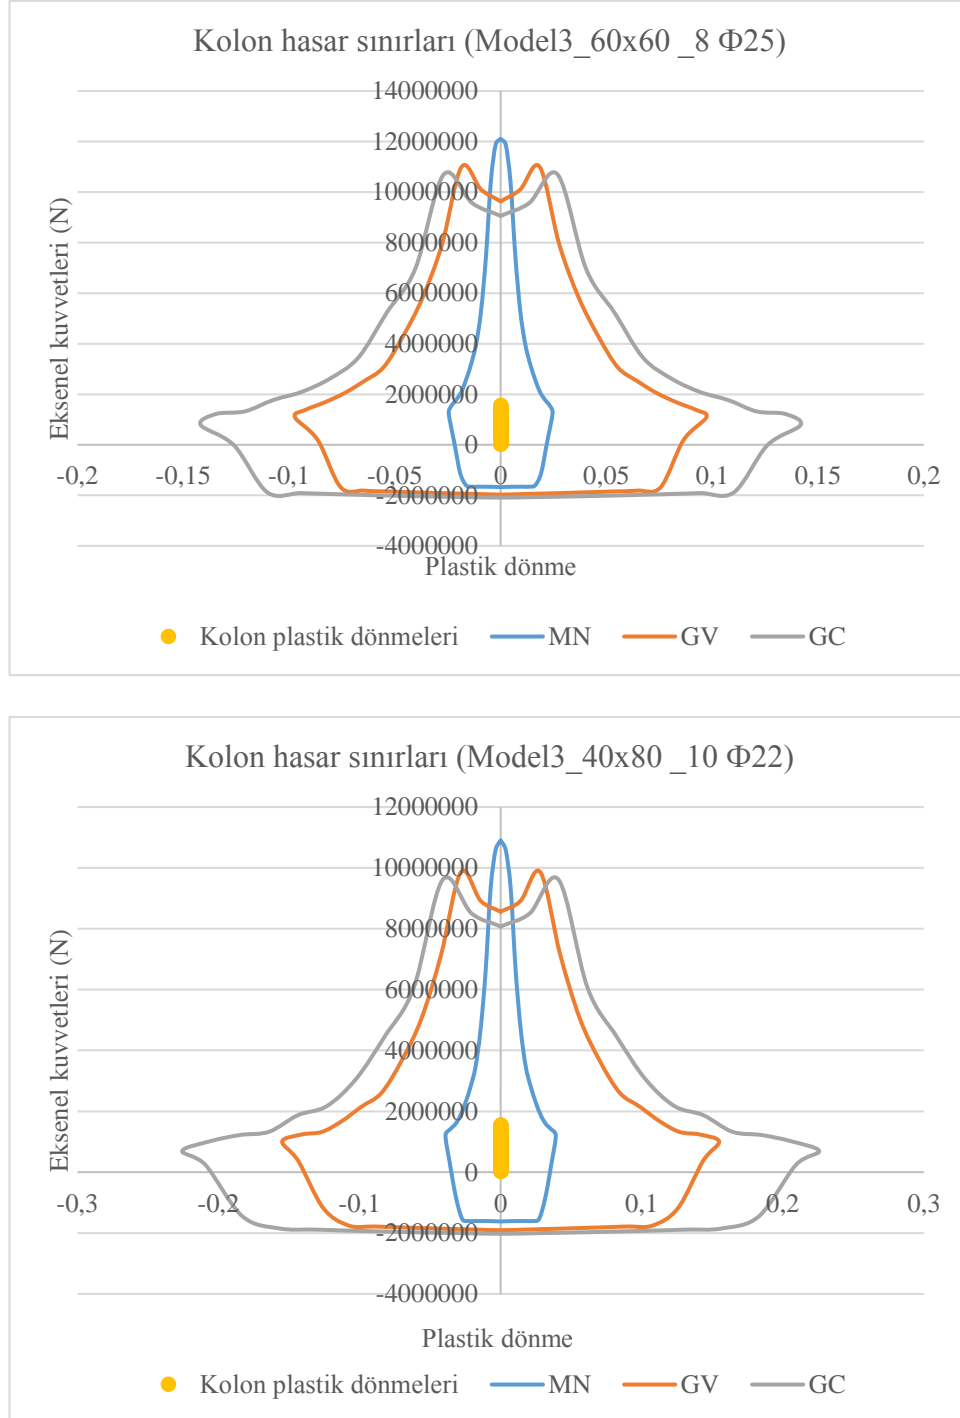 Kolon hasar sınırları (Model3_60x60 _8 Φ25)
14000000
12000000
10000000
8000000
6000000
4000000
2000000
0
-2000000
-4000000
-0,2 -0,15 -0,1 -0,05 0 0,05 0,1 0,15 0,2
Eksenel kuvvetleri (N)
Plastik dönme
Kolon plastik dönmeleri MN GV GC
Kolon hasar sınırları (Model3_40x80 _10 Φ22)
12000000
10000000
8000000
6000000
4000000
2000000
0
-2000000
-4000000
-0,3 -0,2 -0,1 0 0,1 0,2 0,3
Eksenel kuvvetleri (N)
Plastik dönme
Kolon plastik dönmeleri MN GV GC